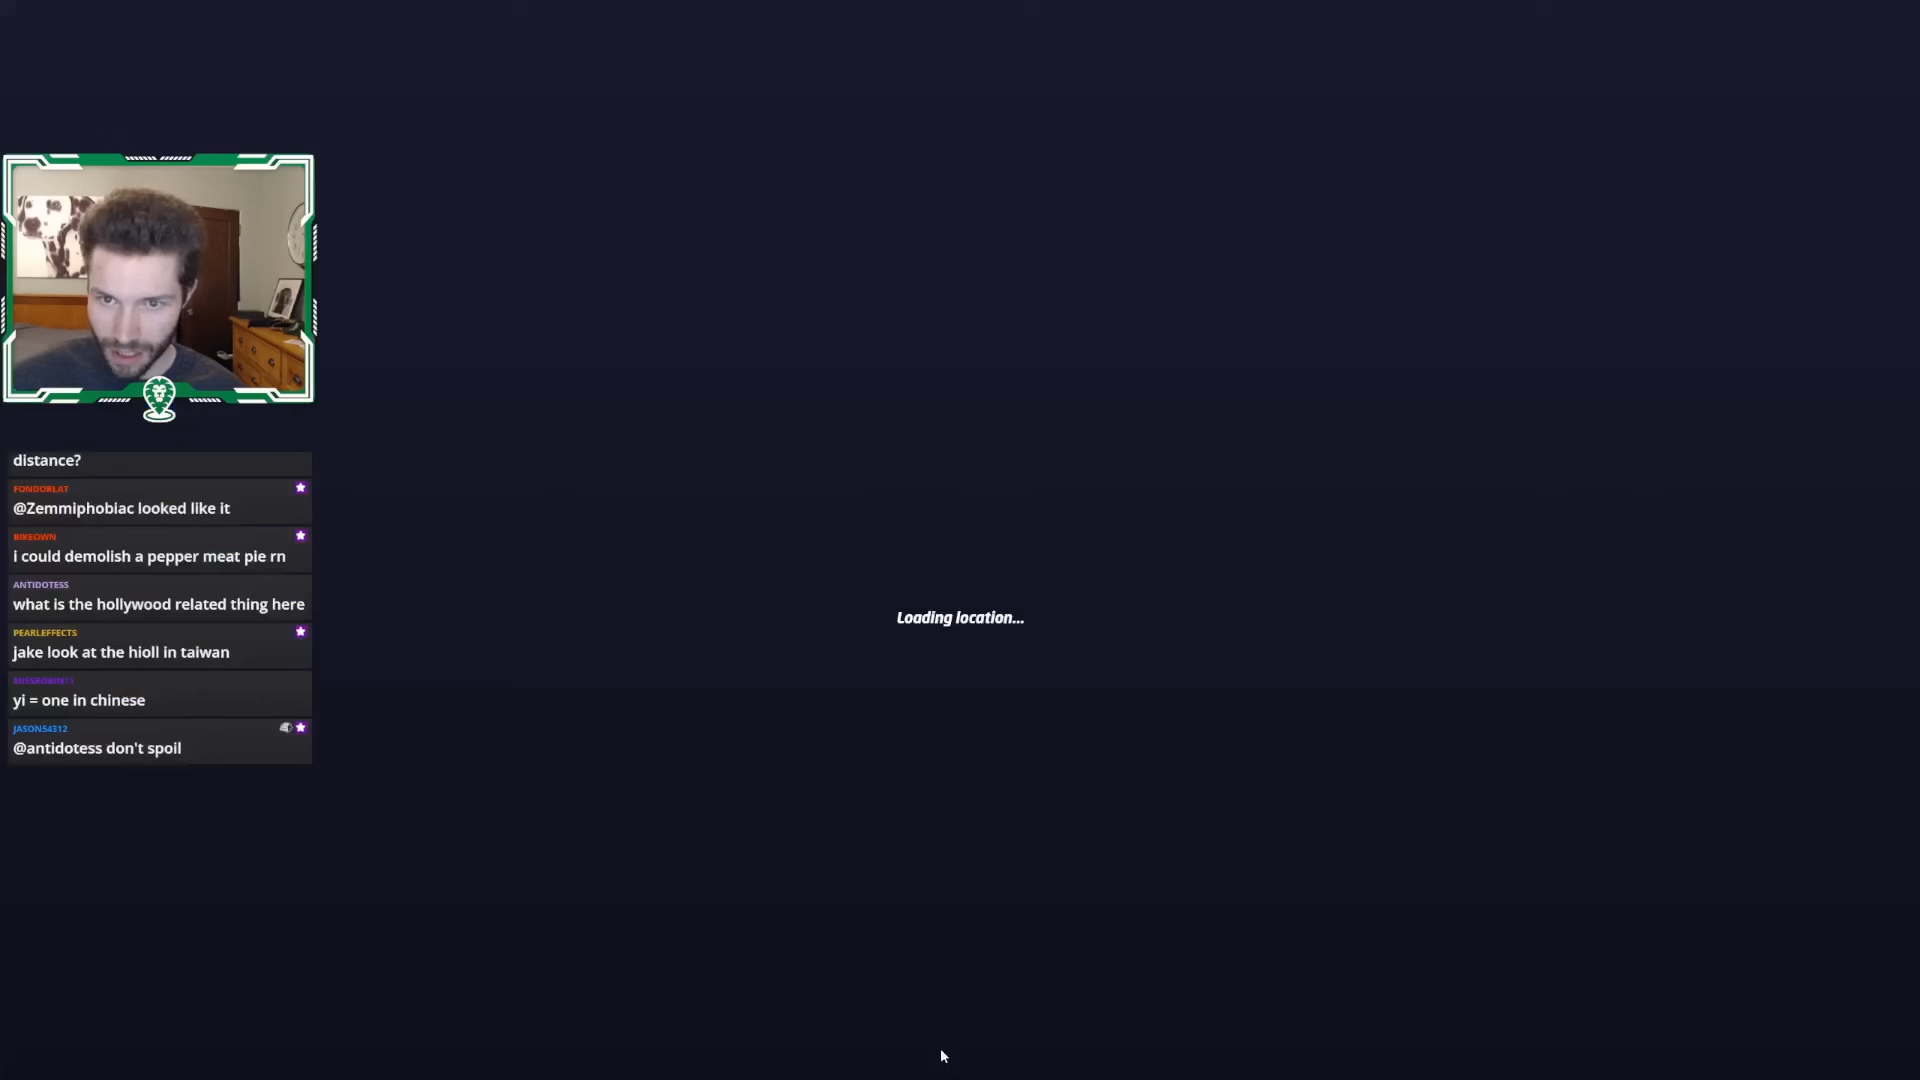 distance?
FONDORLAT
@Zemmiphobiac looked like it
BIKEOWN
i could demolish a pepper meat pie rn
ANTIDOTESS
what is the hollywood related thing here
PEARLEFFECTS
jake look at the hioll in taiwan
MISSROBIN11
yi = one in chinese
JASON54312
@antidotess don't spoil
Loading location...